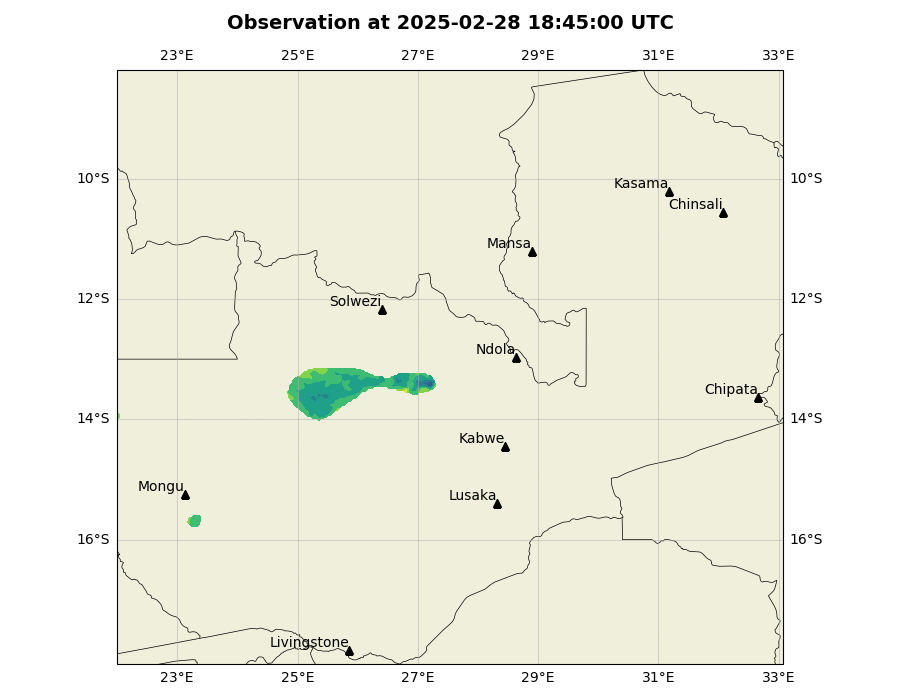 Observation at 2025-02-28 18:45:00 UTC
23°E 25°E 27°E 29°E 31°E 33°E
10°S 10°S
Kasama
Chinsali
Mansa
12°S 12°S
Solwezi
Ndola
Chipata
14°S 14°S
Kabwe
Mongu
Lusaka
16°S 16°S
Livingstone
23°E 25°E 27°E 29°E 31°E 33°E